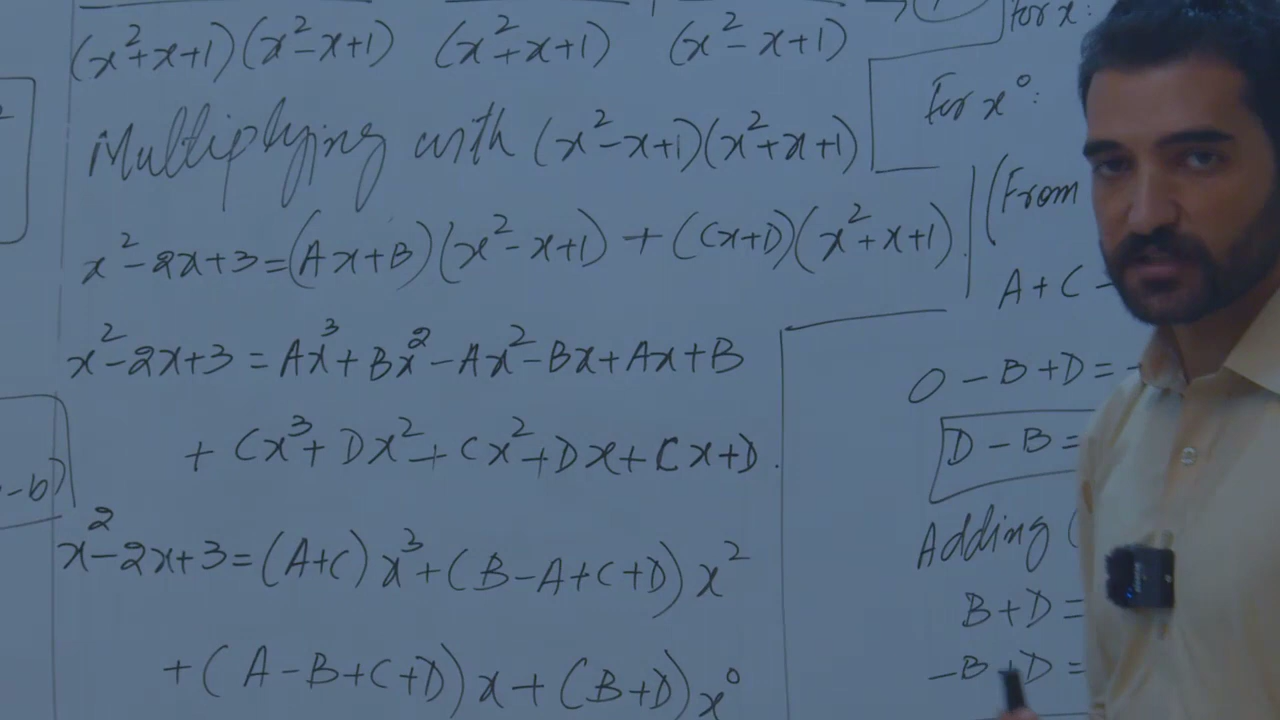 (x²+x+1)(x²-x+1) (x²+x+1) (x²-x+1)
Multiplying with (x²-x+1)(x²+x+1)
x²-2x+3=(Ax+B)(x²-x+1)+(Cx+D)(x²+x+1)
x²-2x+3=Ax³+Bx²-Ax²-Bx+Ax+B
+Cx³+Dx²+Cx²+Dx+Cx+D.
x²-2x+3=(A+C)x³+(B-A+C+D)x²
+(A-B+C+D)x+(B+D)x⁰
For x:
For x⁰:
(From
A+C-
0-B+D=-
D-B=
Adding (
B+D=
-B+D=
-b)